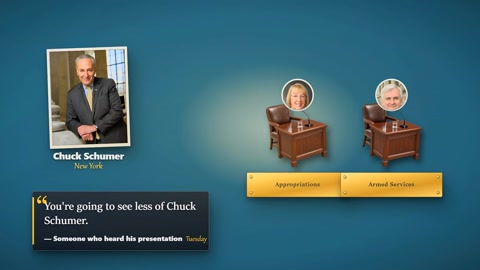 Chuck Schumer
New York
“You're going to see less of Chuck
Schumer.
— Someone who heard his presentation Tuesday
Appropriations Armed Services